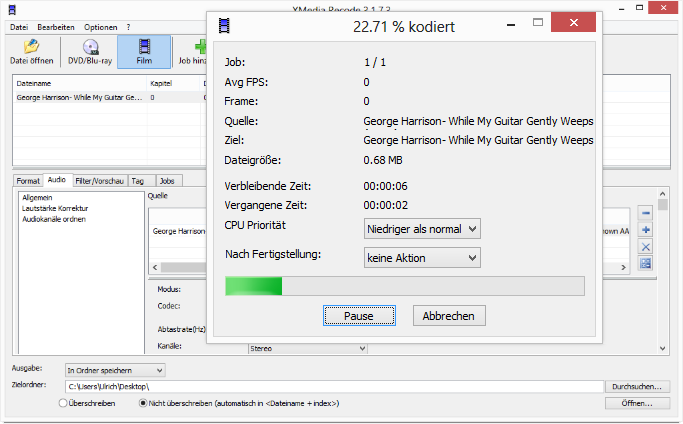 XMedia Recode 3.1.7.3
Datei Bearbeiten Optionen ?
Datei öffnen
DVD/Blu-ray
Film
Job hinz
Dateiname Kapitel D
George Harrison- While My Guitar Ge... 0 0
Format Audio Filter/Vorschau Tag Jobs
Allgemein
Lautstärke Korrektur
Audiokanäle ordnen
Quelle
George Harrison
nown AA
Modus:
Codec:
Abtastrate(Hz)
Kanäle: Stereo
Ausgabe: In Ordner speichern
Zielordner: C:\Users\Ulrich\Desktop\ Durchsuchen...
Überschreiben Nicht überschreiben (automatisch in <Dateiname + index>) Öffnen...
22.71 % kodiert
Job: 1 / 1
Avg FPS: 0
Frame: 0
Quelle: George Harrison- While My Guitar Gently Weeps
Ziel: George Harrison- While My Guitar Gently Weeps
Dateigröße: 0.68 MB
Verbleibende Zeit: 00:00:06
Vergangene Zeit: 00:00:02
CPU Priorität Niedriger als normal
Nach Fertigstellung: keine Aktion
Pause Abbrechen